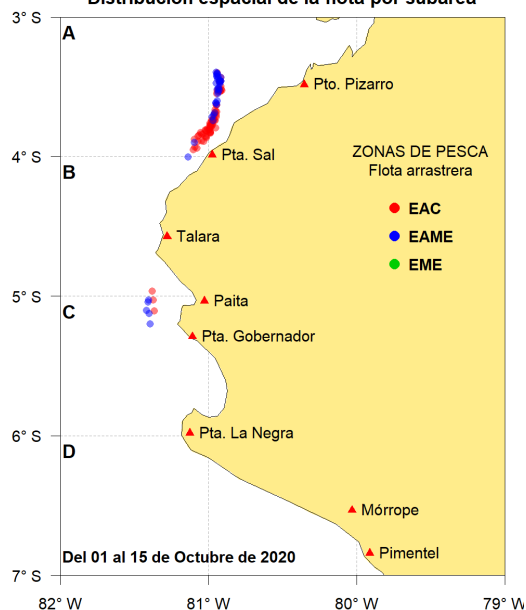 Distribución espacial de la flota por subárea
3° S
A
Pto. Pizarro
ZONAS DE PESCA
Flota arrastrera
Pta. Sal
4° S
B
EAC
EAME
Talara
EME
5° S
Paita
C
Pta. Gobernador
Pta. La Negra
6° S
D
Mórrope
Del 01 al 15 de Octubre de 2020
Pimentel
7° S
82° W 81° W 80° W 79° W